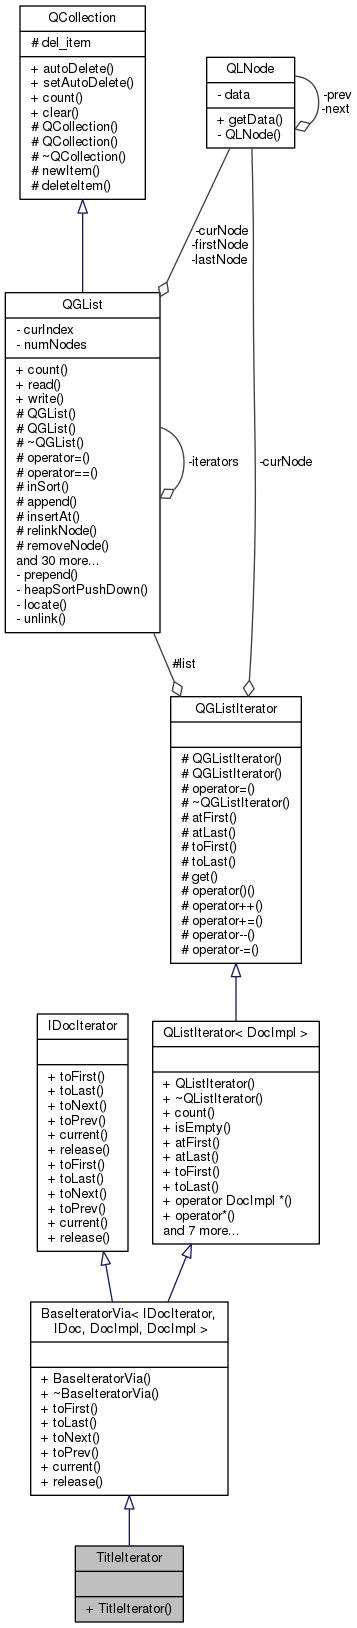 QCollection
# del_item
+ autoDelete()
+ setAutoDelete()
+ count()
+ clear()
# QCollection()
# QCollection()
# ~QCollection()
# newItem()
# deleteItem()
QLNode
- data
+ getData()
- QLNode()
-prev
-next
-curNode
-firstNode
-lastNode
QGList
- curIndex
- numNodes
+ count()
+ read()
+ write()
# QGList()
# QGList()
# ~QGList()
# operator=()
# operator==()
# inSort()
# append()
# insertAt()
# relinkNode()
# removeNode()
and 30 more...
- prepend()
- heapSortPushDown()
- locate()
- unlink()
-iterators
-curNode
#list
QGListIterator
# QGListIterator()
# QGListIterator()
# operator=()
# ~QGListIterator()
# atFirst()
# atLast()
# toFirst()
# toLast()
# get()
# operator()()
# operator++()
# operator+=()
# operator--()
# operator-=()
IDocIterator
+ toFirst()
+ toLast()
+ toNext()
+ toPrev()
+ current()
+ release()
+ toFirst()
+ toLast()
+ toNext()
+ toPrev()
+ current()
+ release()
QListIterator< DocImpl >
+ QListIterator()
+ ~QListIterator()
+ count()
+ isEmpty()
+ atFirst()
+ atLast()
+ toFirst()
+ toLast()
+ operator DocImpl *()
+ operator*()
and 7 more...
BaseIteratorVia< IDocIterator,
IDoc, DocImpl, DocImpl >
+ BaseIteratorVia()
+ ~BaseIteratorVia()
+ toFirst()
+ toLast()
+ toNext()
+ toPrev()
+ current()
+ release()
TitleIterator
+ TitleIterator()